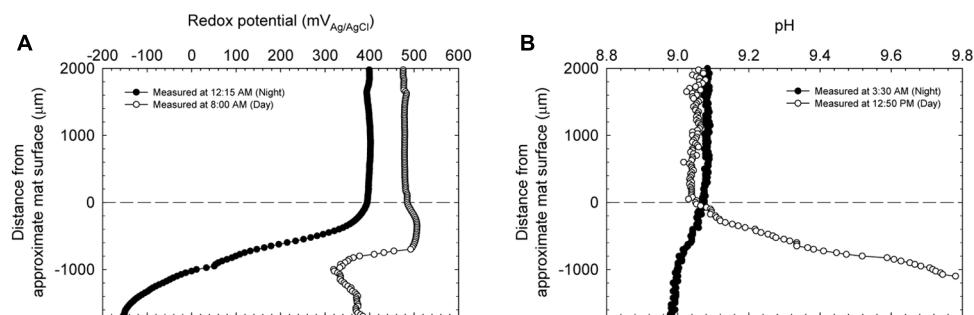 Redox potential (mVAg/AgCl)
A
-200 -100 0 100 200 300 400 500 600
2000
1000
0
-1000
Distance from
approximate mat surface (μm)
Measured at 12:15 AM (Night)
Measured at 8:00 AM (Day)
pH
B
8.8 9.0 9.2 9.4 9.6 9.8
2000
1000
0
-1000
Distance from
approximate mat surface (μm)
Measured at 3:30 AM (Night)
Measured at 12:50 PM (Day)